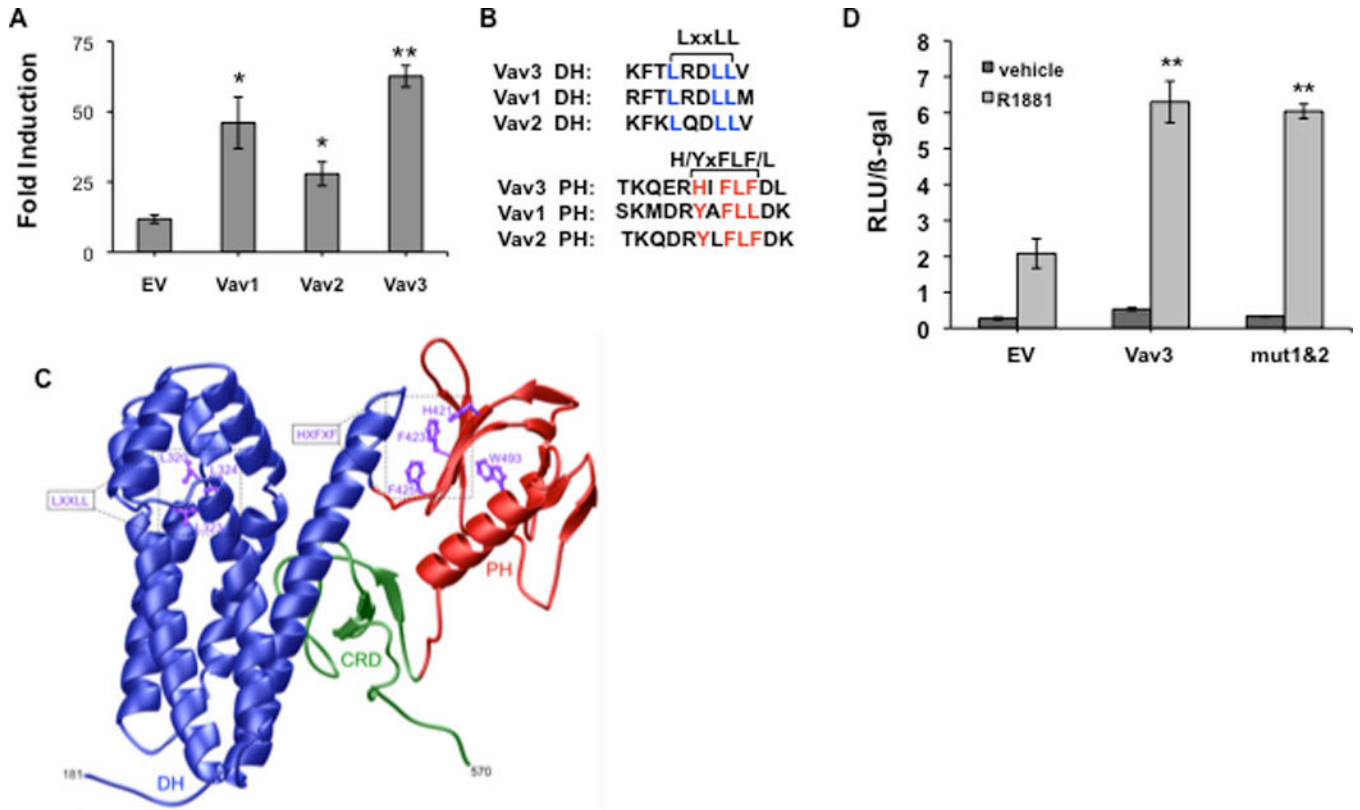 A
Fold Induction
75
50
25
0
*
*
**
EV Vav1 Vav2 Vav3
B
LxxLL
Vav3 DH: KFTLRDLLV
Vav1 DH: RFTLRDLLM
Vav2 DH: KFKLQDLLV
H/YxFLF/L
Vav3 PH: TKQERHI FLFDL
Vav1 PH: SKMDRYAFLLDK
Vav2 PH: TKQDRYLFLFDK
C
LXXLL
L320
L324
L323
HXFXF
H421
F423
F425
W493
PH
CRD
DH
181
570
D
RLU/ß-gal
8
7
6
5
4
3
2
1
0
vehicle
R1881
**
**
EV Vav3 mut1&2